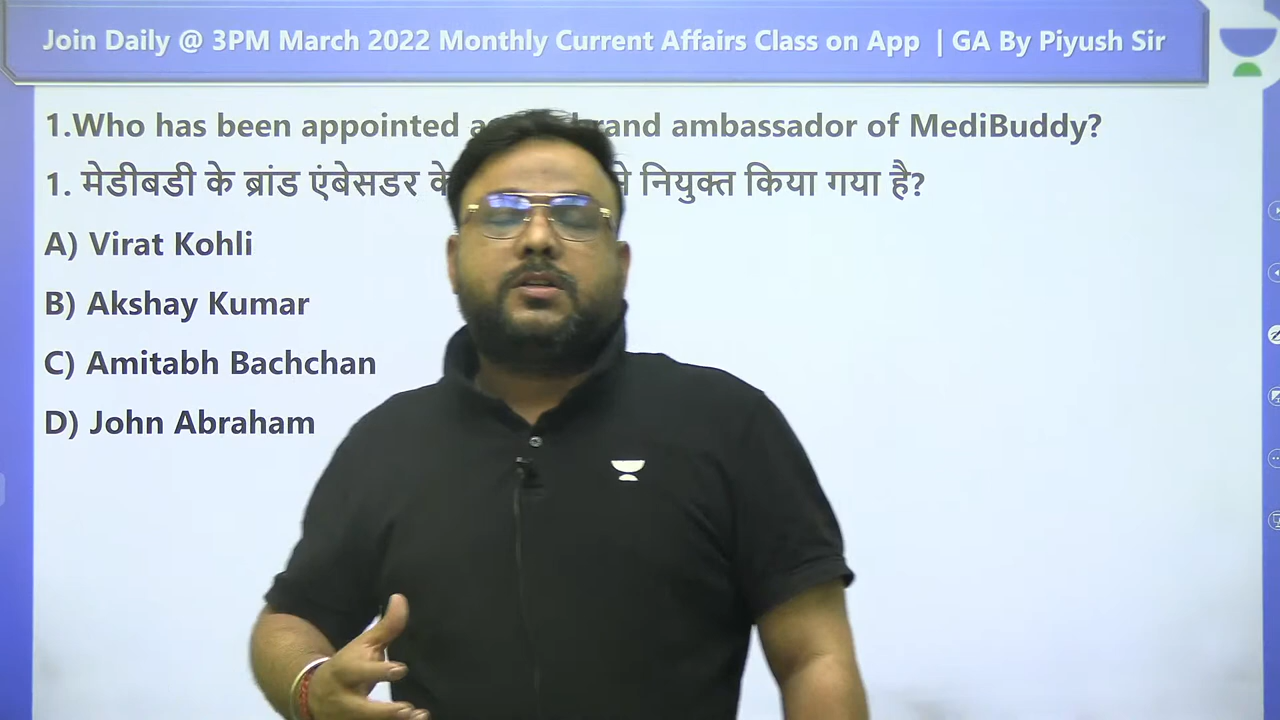 Join Daily @ 3PM March 2022 Monthly Current Affairs Class on App | GA By Piyush Sir
1.Who has been appointed a rand ambassador of MediBuddy?
1. मेडीबडी के ब्रांड एंबेसडर के नियुक्त किया गया है?
A) Virat Kohli
B) Akshay Kumar
C) Amitabh Bachchan
D) John Abraham